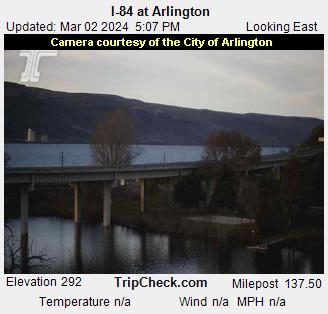 I-84 at Arlington
Updated: Mar 02 2024 5:07 PM Looking East
Camera courtesy of the City of Arlington
Elevation 292 TripCheck.com Milepost 137.50
Temperature n/a Wind n/a MPH n/a